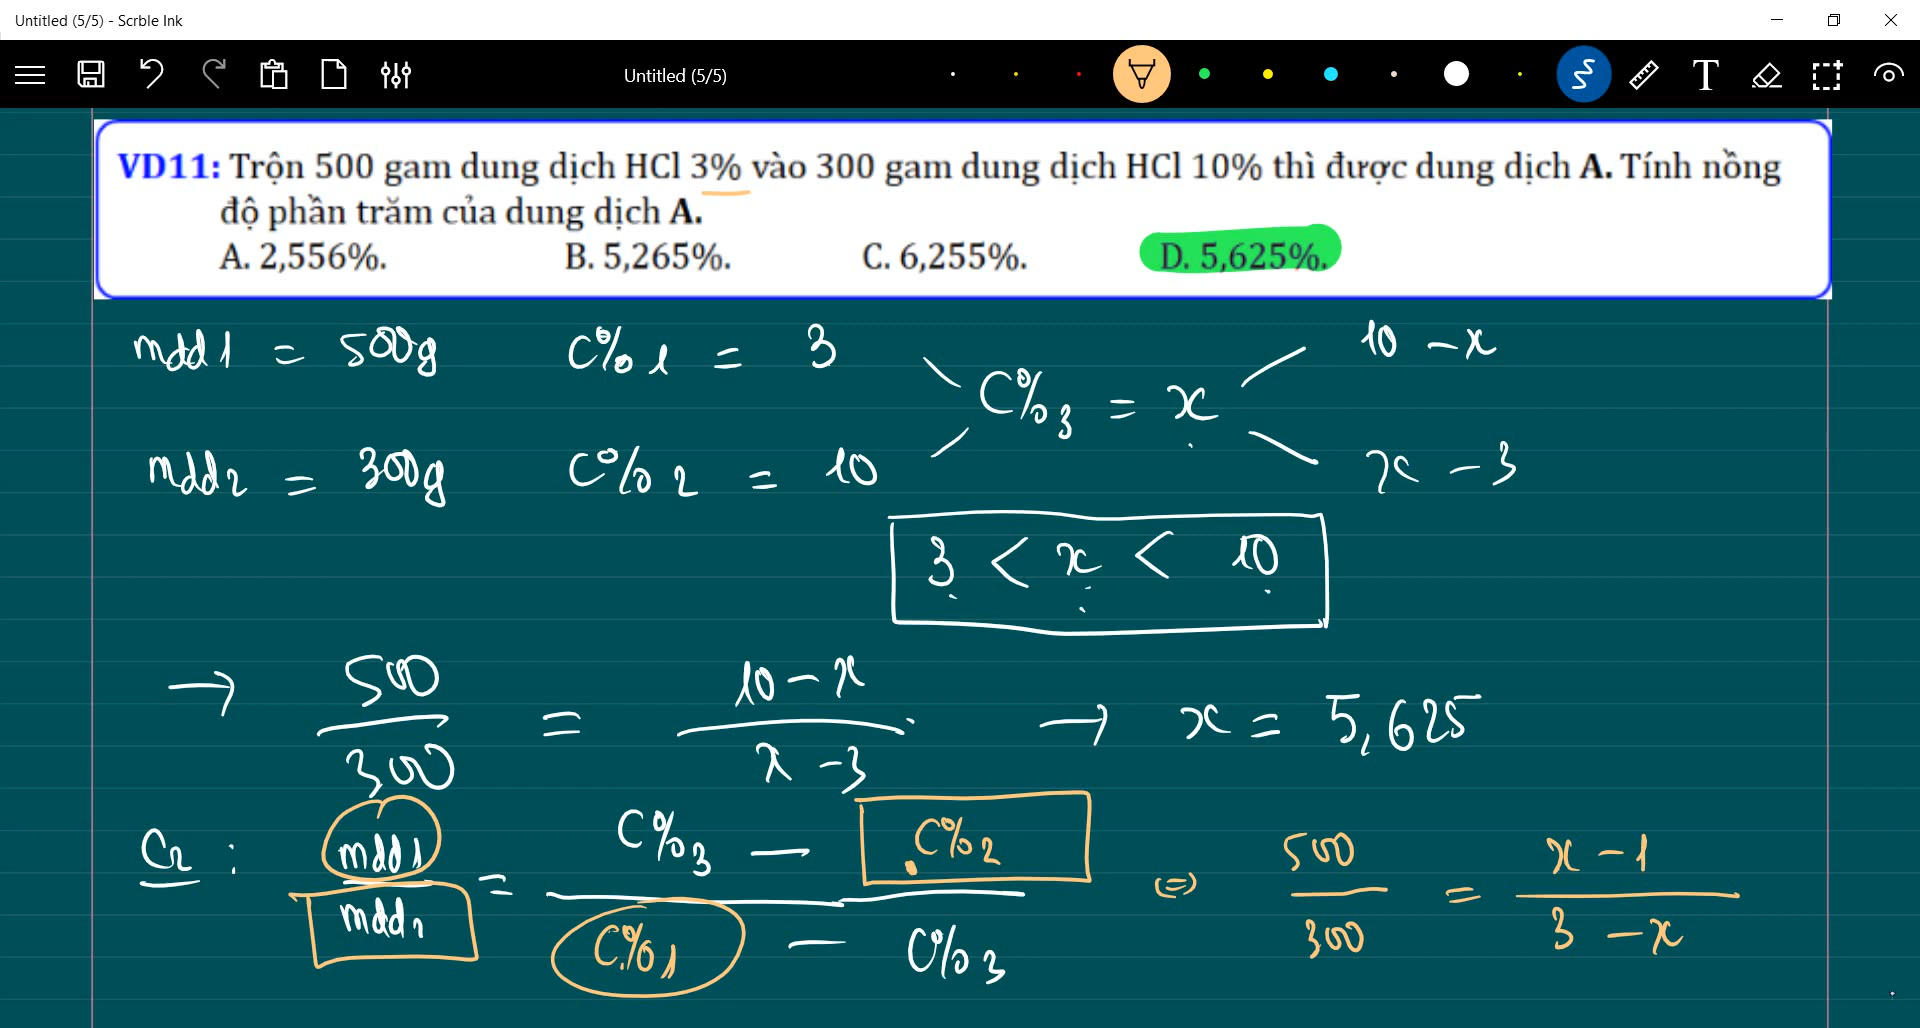 Untitled (5/5) - Scrble Ink
Untitled (5/5)
T
VD11: Trộn 500 gam dung dịch HCl 3% vào 300 gam dung dịch HCl 10% thì được dung dịch A. Tính nồng
độ phần trăm của dung dịch A.
A. 2,556%. B. 5,265%. C. 6,255%. D. 5,625%.
mdd1 = 500g C%1 = 3 10 - x
C%3 = x
mdd2 = 300g C%2 = 10 x - 3
3 < x < 10
→ 500/300 = 10 - x/x - 3 → x = 5,625
C2: mdd1/mdd2 = C%3 - C%2/C%1 - C%3 (=) 500/300 = x - 1/3 - x